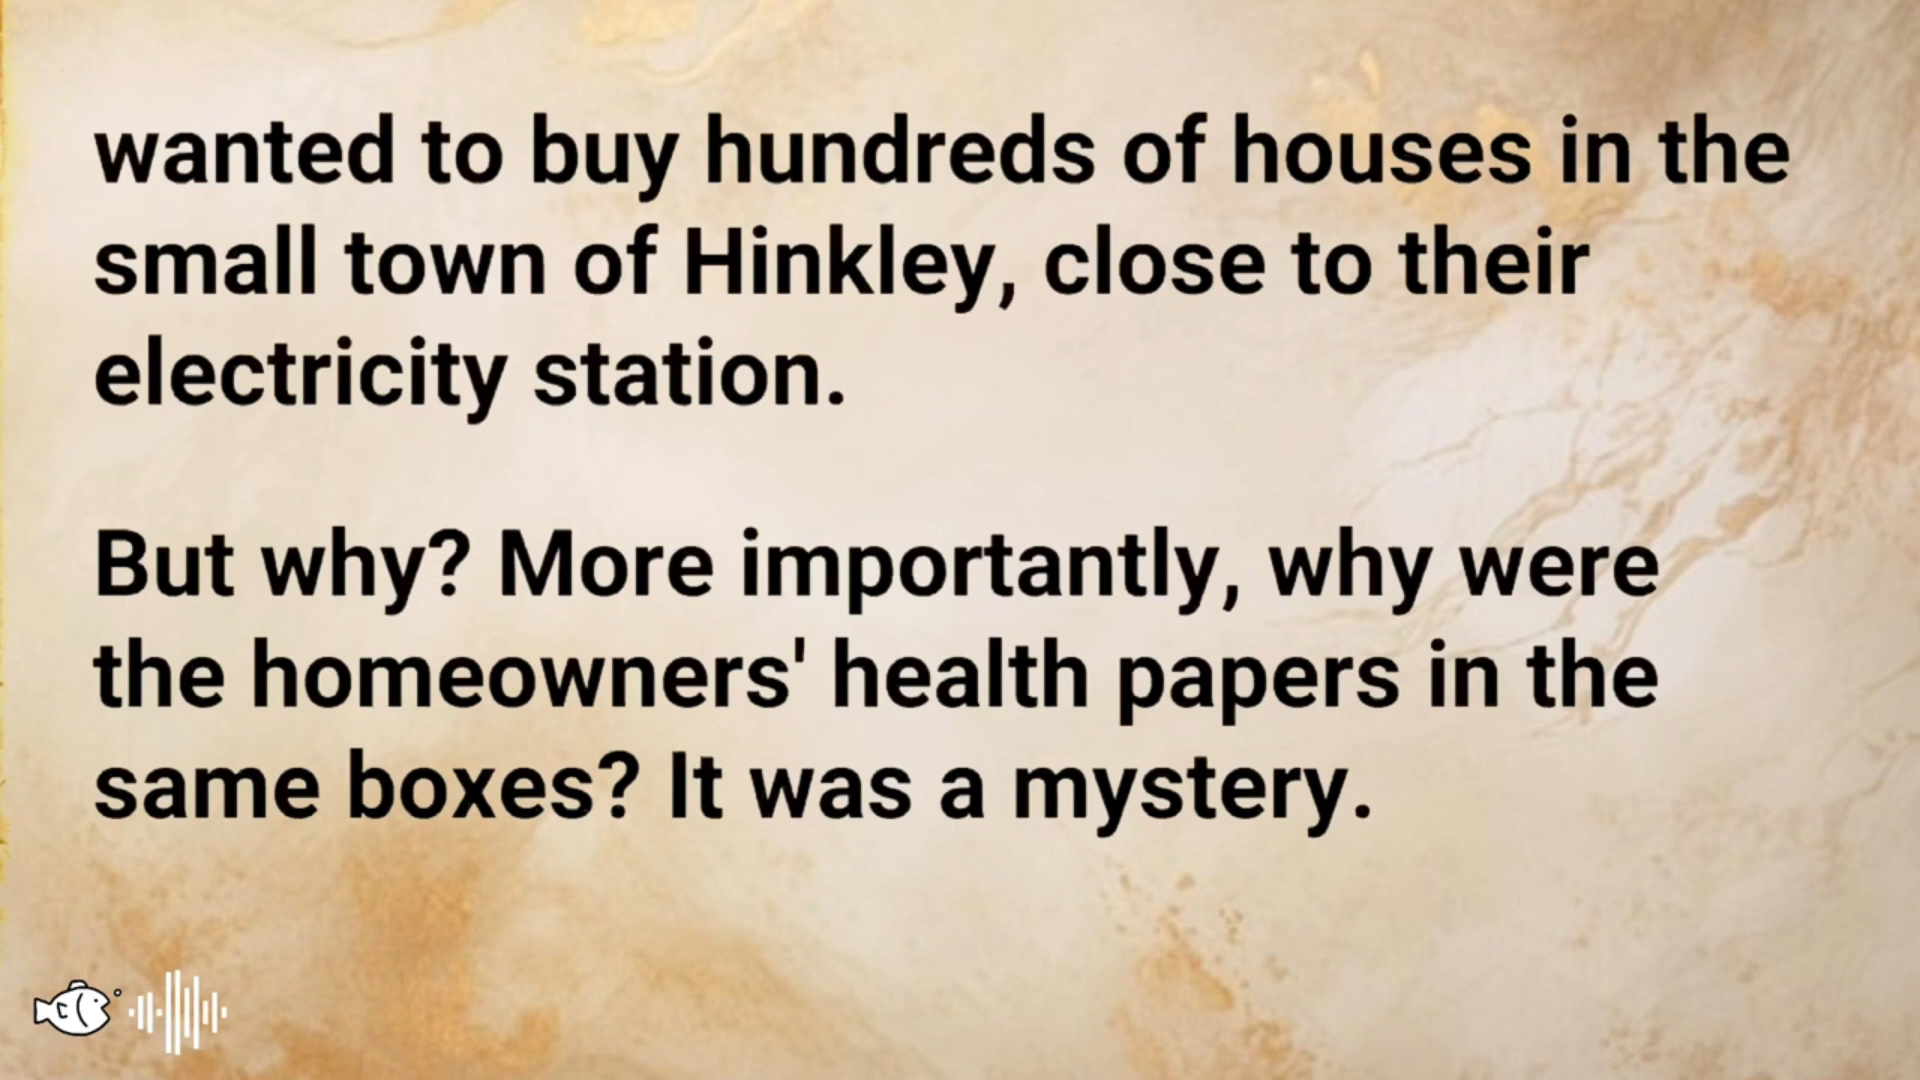 wanted to buy hundreds of houses in the
small town of Hinkley, close to their
electricity station.
But why? More importantly, why were
the homeowners' health papers in the
same boxes? It was a mystery.